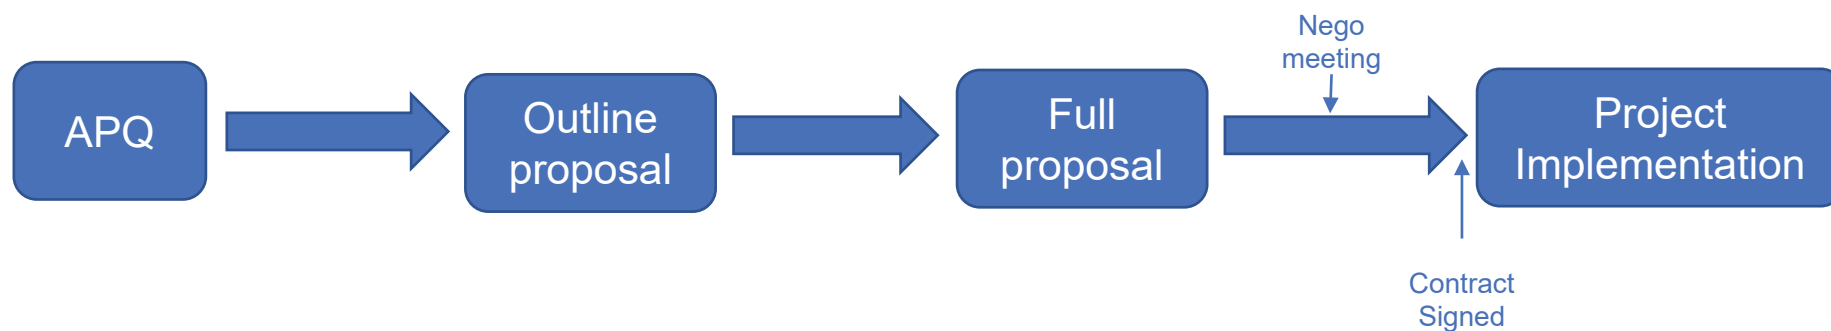 APQ
Outline
proposal
Full
proposal
Nego
meeting
Project
Implementation
Contract
Signed